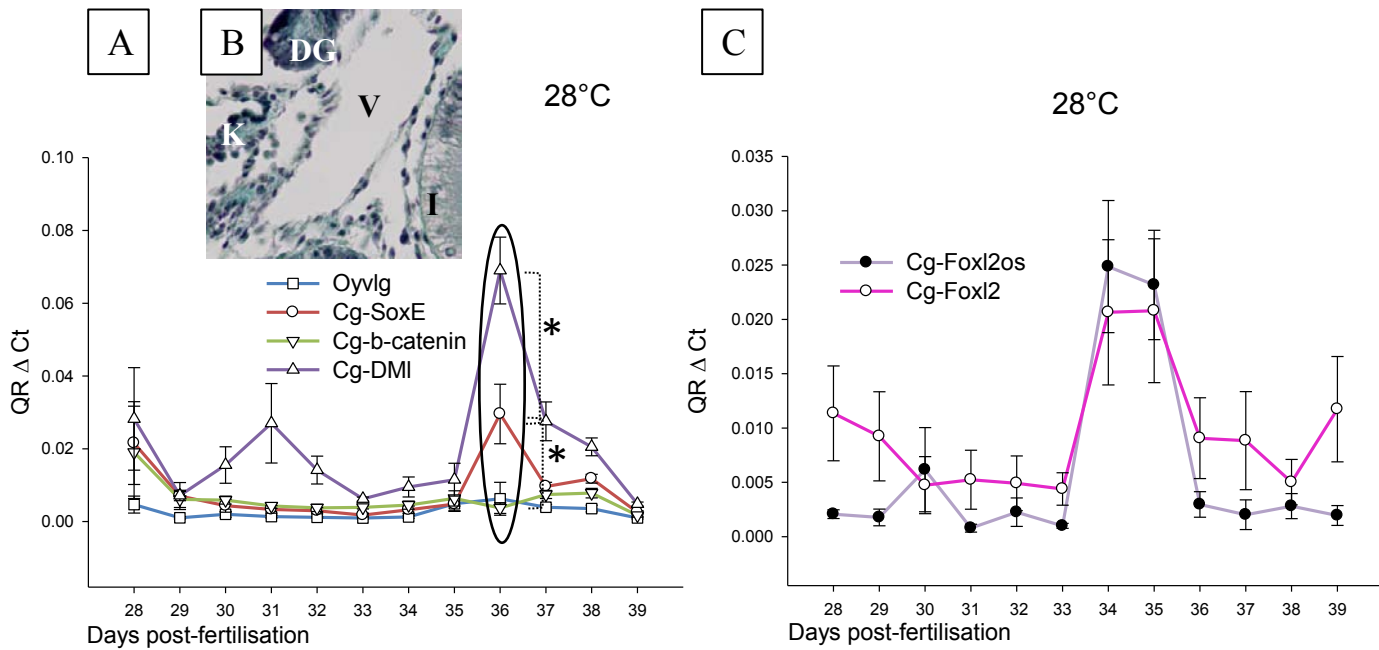 A
B
DG
V
K
I
28°C
QR Δ Ct
0.10
0.08
0.06
0.04
0.02
0.00
Oyvlg
Cg-SoxE
Cg-b-catenin
Cg-DMI
*
*
28 29 30 31 32 33 34 35 36 37 38 39
Days post-fertilisation
C
28°C
QR Δ Ct
0.035
0.030
0.025
0.020
0.015
0.010
0.005
0.000
Cg-Foxl2os
Cg-Foxl2
28 29 30 31 32 33 34 35 36 37 38 39
Days post-fertilisation